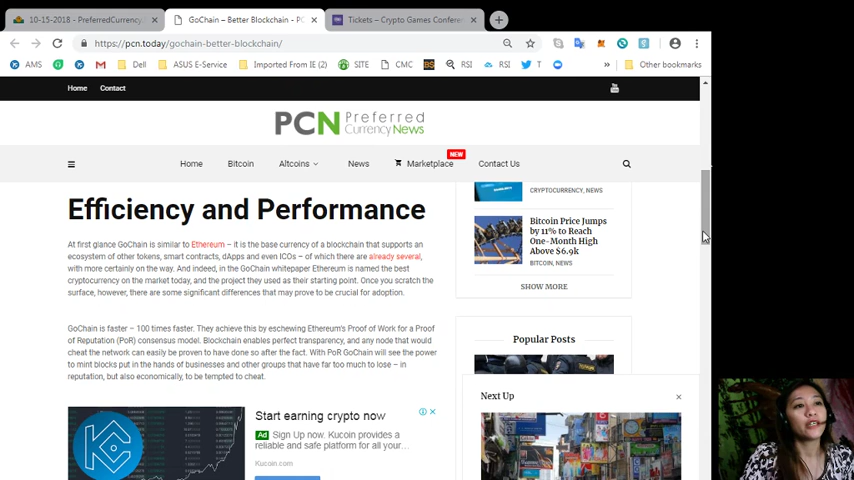 10-15-2018 - PreferredCurrency
GoChain – Better Blockchain - PC
Tickets – Crypto Games Conferen
https://pcn.today/gochain-better-blockchain/
AMS
Dell
ASUS E-Service
Imported From IE (2)
SITE
CMC
BS
RSI
RSI
T
»
Other bookmarks
Home
Contact
PCN Preferred
Currency News
Home
Bitcoin
Altcoins
News
Marketplace
NEW
Contact Us
Efficiency and Performance
At first glance GoChain is similar to Ethereum – it is the base currency of a blockchain that supports an
ecosystem of other tokens, smart contracts, dApps and even ICOs – of which there are already several,
with more certainly on the way. And indeed, in the GoChain whitepaper Ethereum is named the best
cryptocurrency on the market today, and the project they used as their starting point. Once you scratch the
surface, however, there are some significant differences that may prove to be crucial for adoption.
GoChain is faster – 100 times faster. They achieve this by eschewing Ethereum's Proof of Work for a Proof
of Reputation (PoR) consensus model. Blockchain enables perfect transparency, and any node that would
cheat the network can easily be proven to have done so after the fact. With PoR GoChain will see the power
to mint blocks put in the hands of businesses and other groups that have far too much to lose – in
reputation, but also economically, to be tempted to cheat.
Start earning crypto now
Ad Sign up now. Kucoin provides a
reliable and safe platform for all your...
Kucoin.com
CRYPTOCURRENCY, NEWS
Bitcoin Price Jumps
by 11% to Reach
One-Month High
Above $6.9k
BITCOIN, NEWS
SHOW MORE
Popular Posts
Next Up